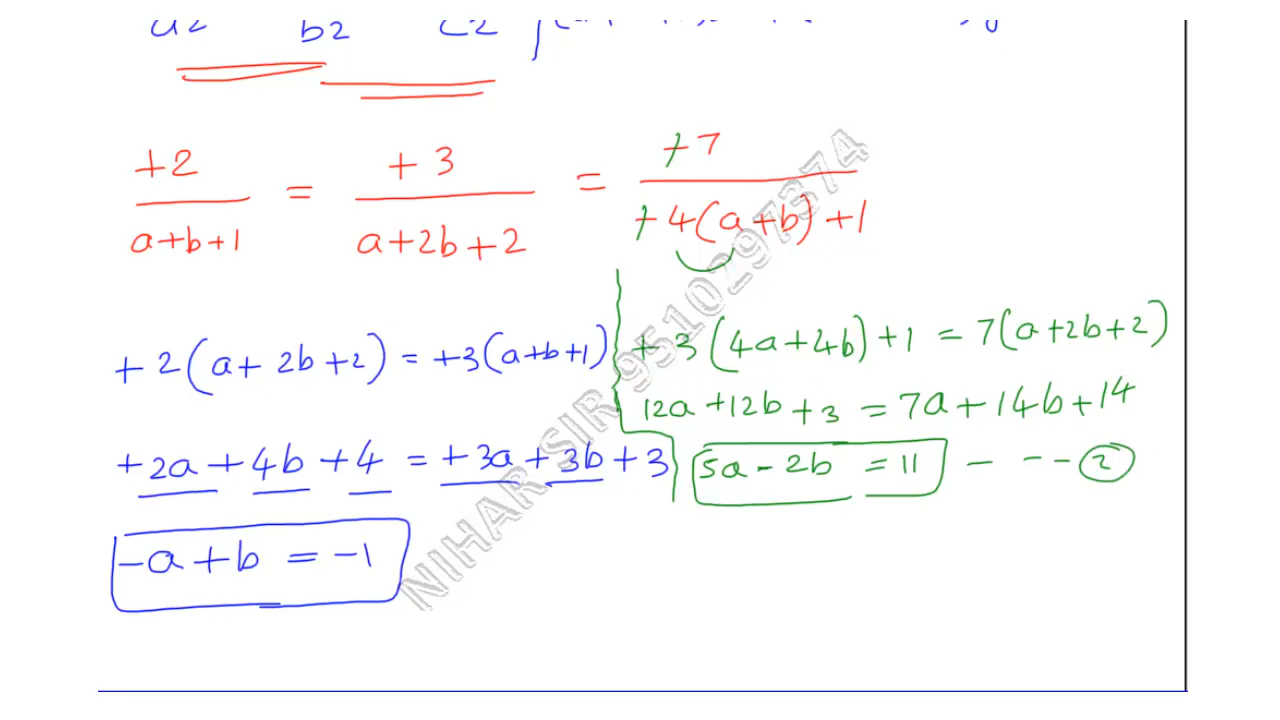 a2 b2 c2
+2/(a+b+1) = +3/(a+2b+2) = +7/(+4(a+b)+1)
+2(a+2b+2) = +3(a+b+1)
+2a+4b+4 = +3a+3b+3
-a+b = -1
+3(4a+4b)+1 = 7(a+2b+2)
12a+12b+3 = 7a+14b+14
5a-2b = 11 - - - ②
NIHAR SIR 9510297374